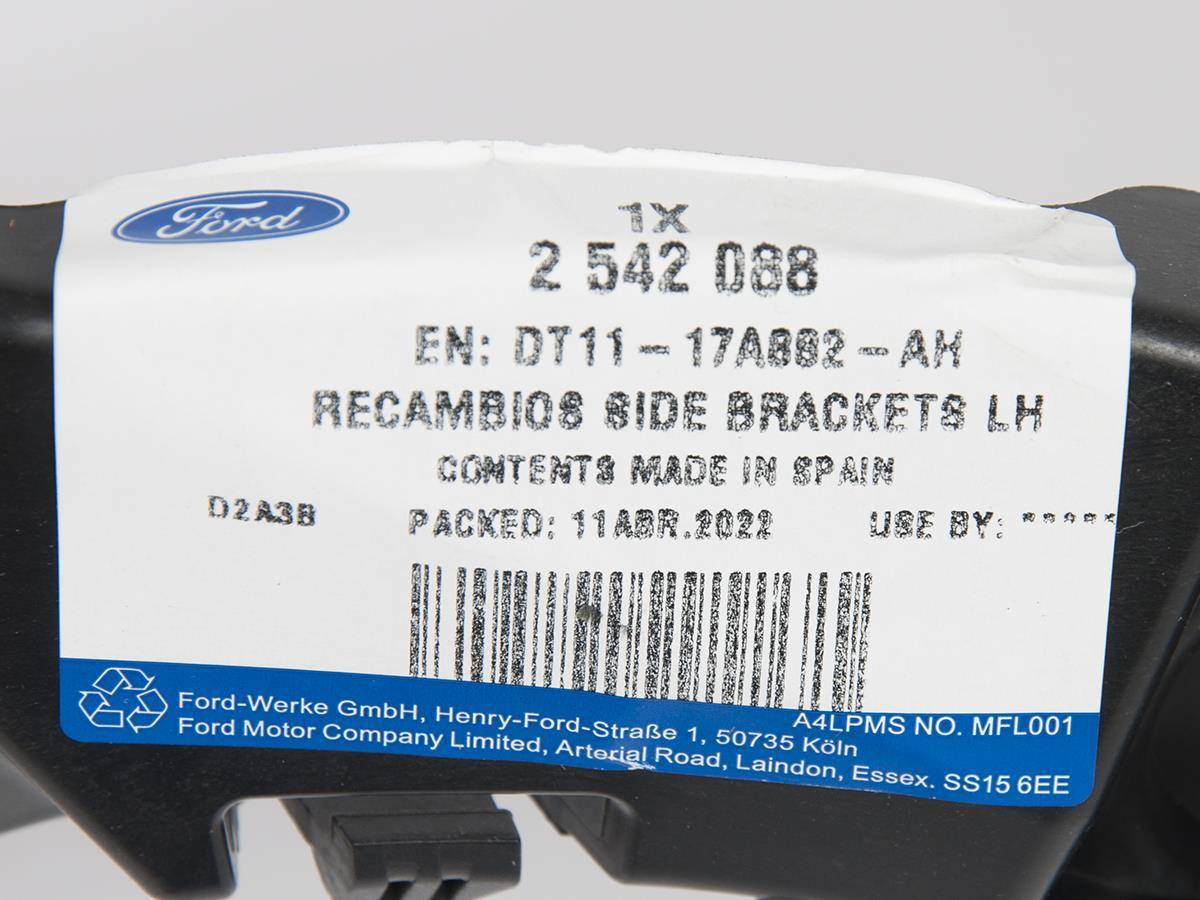 Ford
1X
2 542 088
EN: DT11-17A882-AH
RECAMBIOS SIDE BRACKETS LH
CONTENTS MADE IN SPAIN
D2A3B PACKED: 11ABR.2022 USE BY: *****
A4LPMS NO. MFL001
Ford-Werke GmbH, Henry-Ford-Straße 1, 50735 Köln
Ford Motor Company Limited, Arterial Road, Laindon, Essex. SS15 6EE